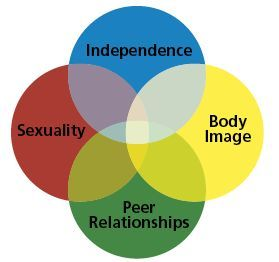 Independence
Sexuality
Body
Image
Peer
Relationships